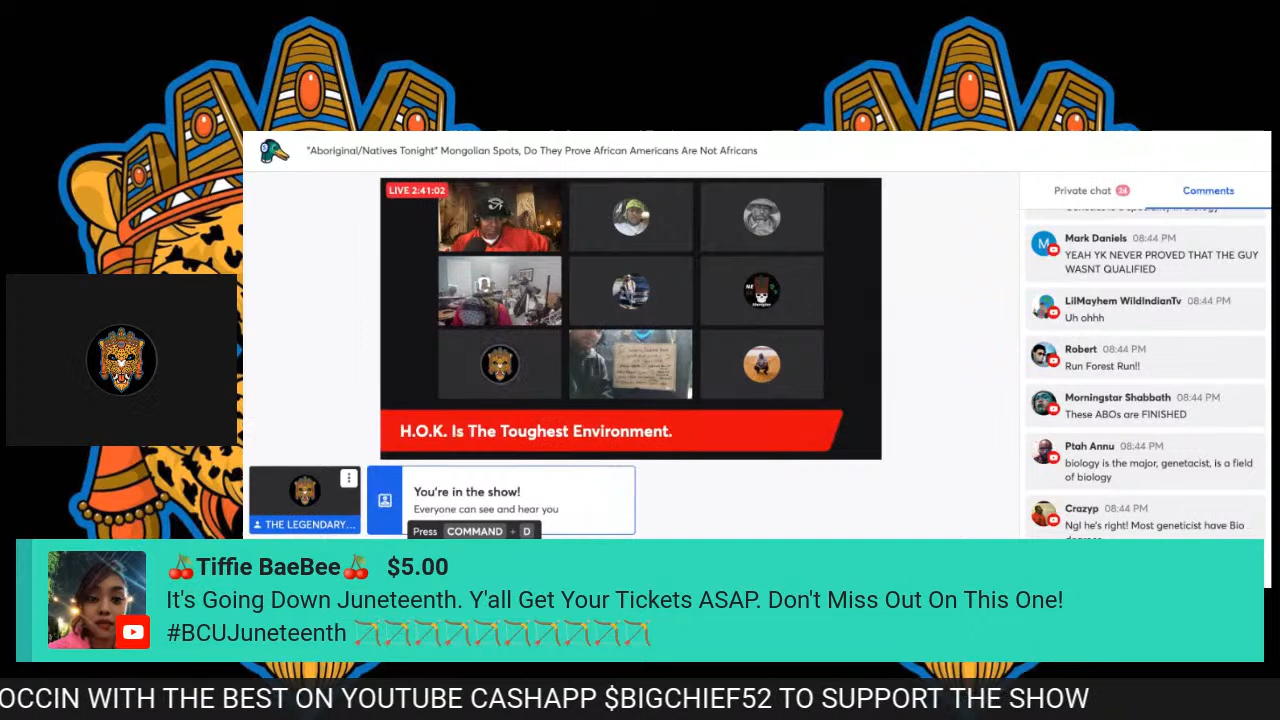 "Aboriginal/Natives Tonight" Mongolian Spots, Do They Prove African Americans Are Not Africans
LIVE 2:41:02
H.O.K. Is The Toughest Environment.
THE LEGENDARY...
You're in the show!
Everyone can see and hear you
Press COMMAND + D
Private chat 24
Comments
Mark Daniels 08:44 PM
YEAH YK NEVER PROVED THAT THE GUY
WASNT QUALIFIED
LilMayhem WildIndianTv 08:44 PM
Uh ohhh
Robert 08:44 PM
Run Forest Run!!
Morningstar Shabbath 08:44 PM
These ABOs are FINISHED
Ptah Annu 08:44 PM
biology is the major, genetacist, is a field
of biology
Crazyp 08:44 PM
Ngl he's right! Most geneticist have Bio
🍒Tiffie BaeBee🍒 $5.00
It's Going Down Juneteenth. Y'all Get Your Tickets ASAP. Don't Miss Out On This One!
#BCUJuneteenth 🏹🏹🏹🏹🏹🏹🏹🏹🏹🏹
OCCIN WITH THE BEST ON YOUTUBE CASHAPP $BIGCHIEF52 TO SUPPORT THE SHOW